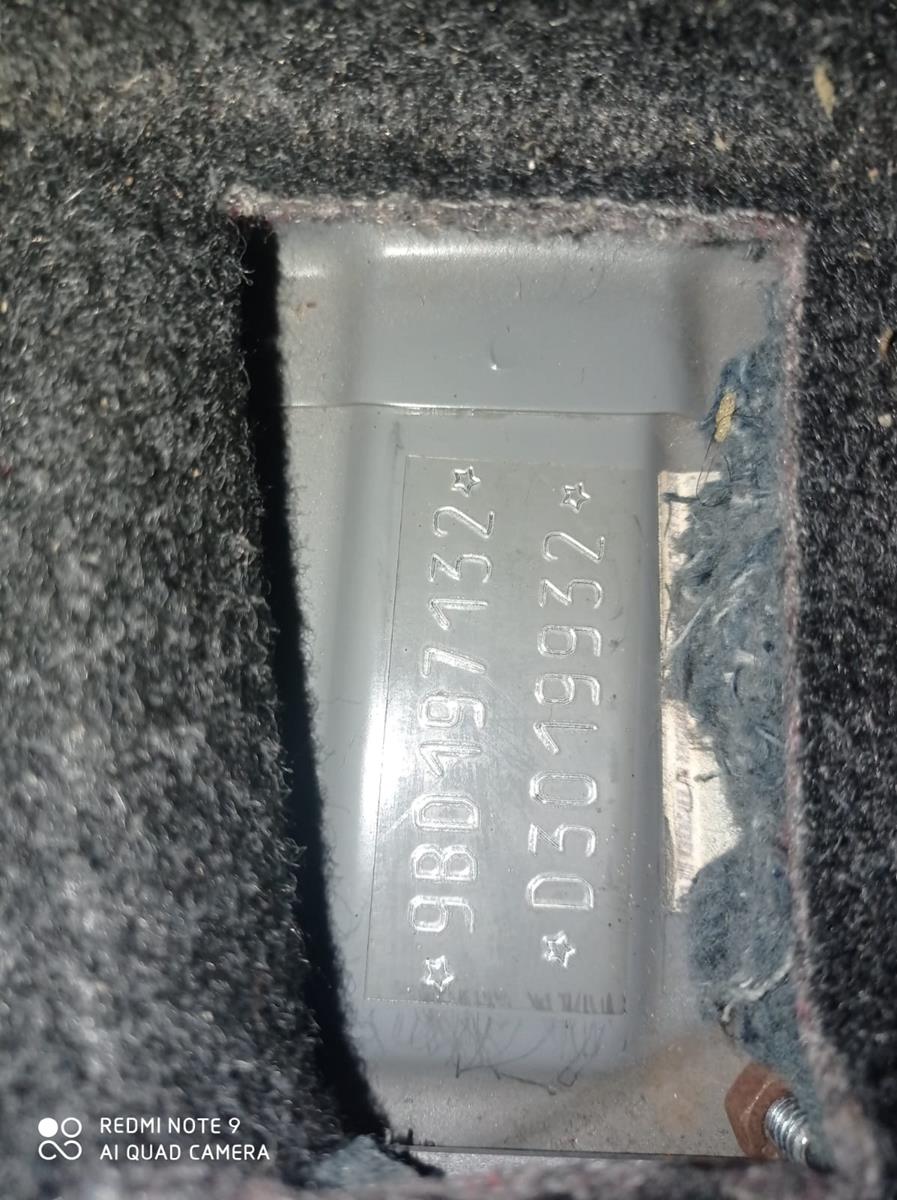 ☆9BD197132☆
☆D3019932☆
REDMI NOTE 9
AI QUAD CAMERA